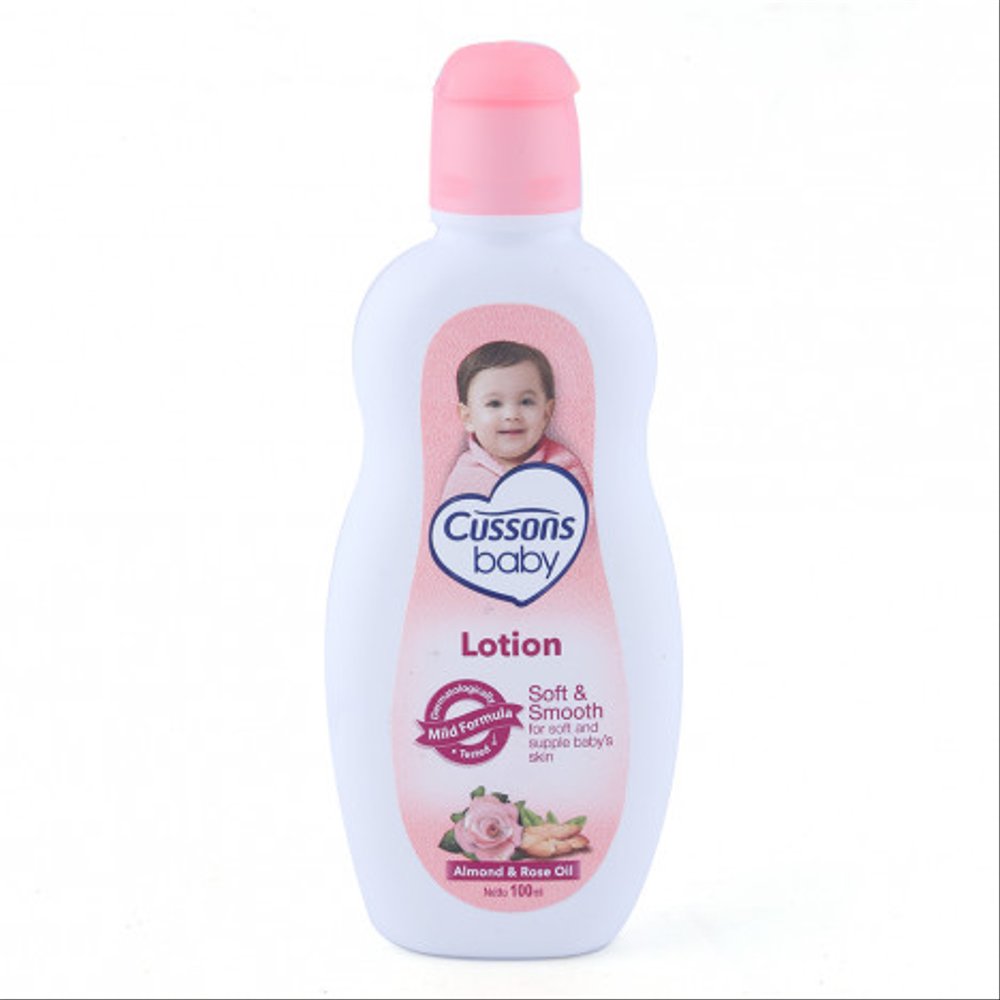 Cussons
baby
Lotion
Dermatologically
Mild Formula
• Tested
Soft &
Smooth
for soft and
supple baby's
skin
Almond & Rose Oil
Netto 100ml